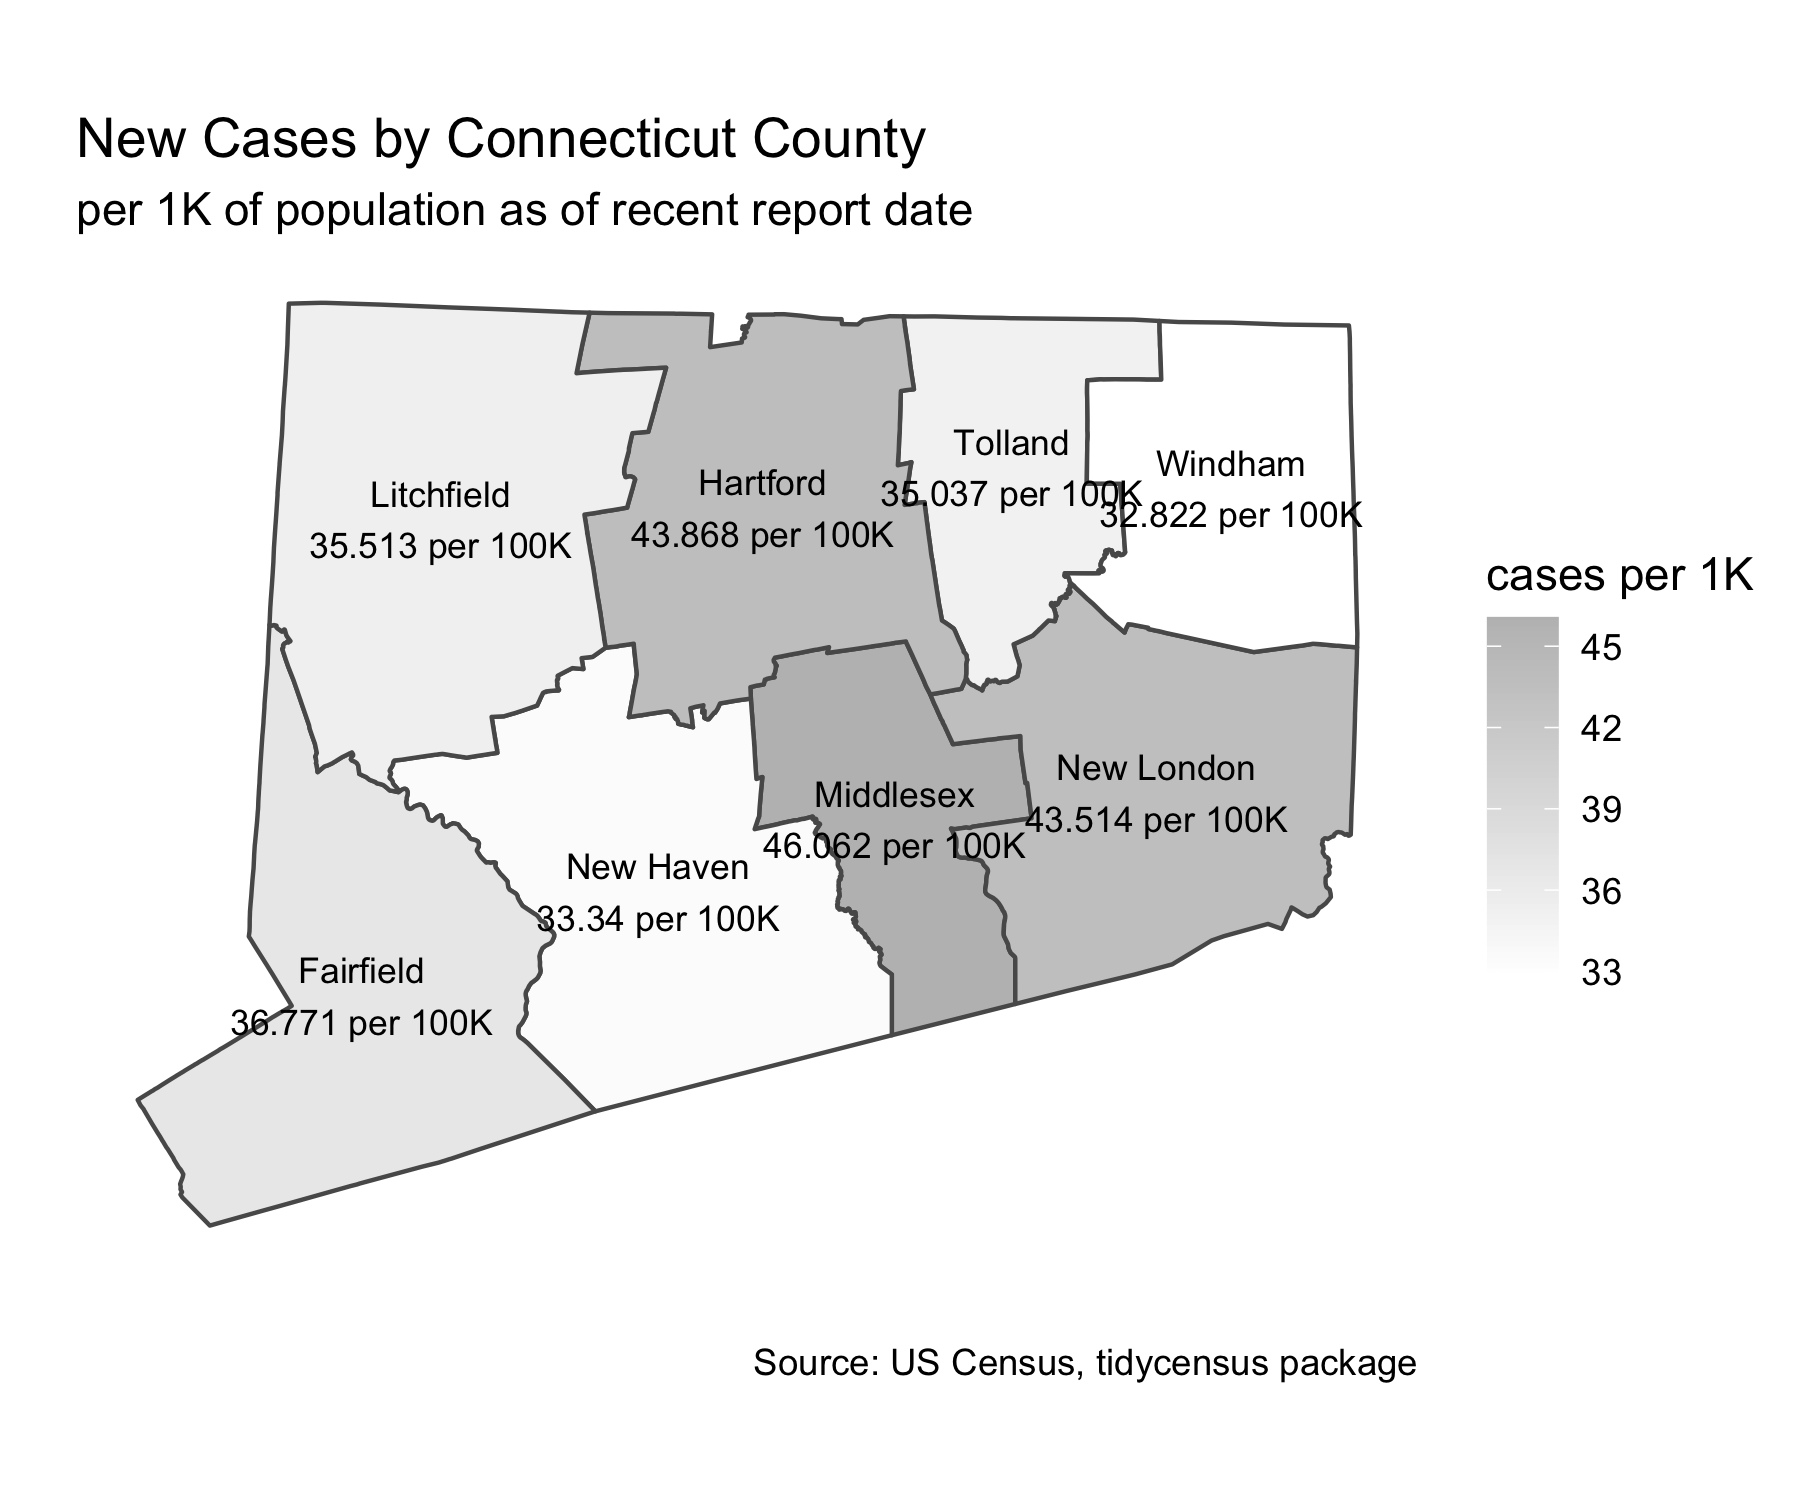 New Cases by Connecticut County
per 1K of population as of recent report date
Litchfield
35.513 per 100K
Hartford
43.868 per 100K
Tolland
35.037 per 100K
Windham
32.822 per 100K
New London
43.514 per 100K
Middlesex
46.062 per 100K
New Haven
33.34 per 100K
Fairfield
36.771 per 100K
cases per 1K
45
42
39
36
33
Source: US Census, tidycensus package